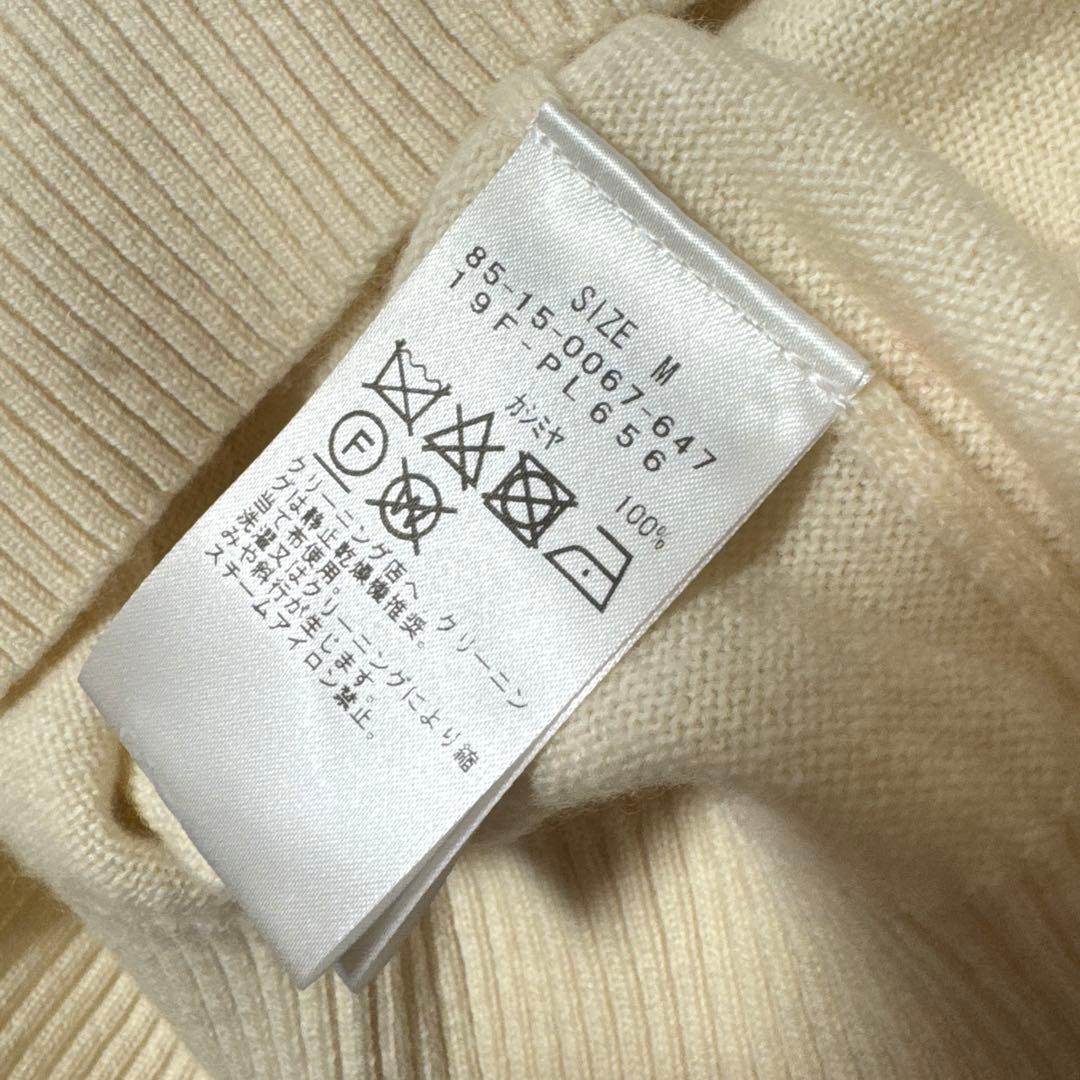 SIZE M
85-15-0067-647
19F-PL656
カシミヤ 100%
F
W
クリーニング店へ。クリーニン
グは静止乾燥機推奨。
当て布使用。
洗濯又はクリーニングにより縮
みや斜行が生じます。
スチームアイロン禁止。